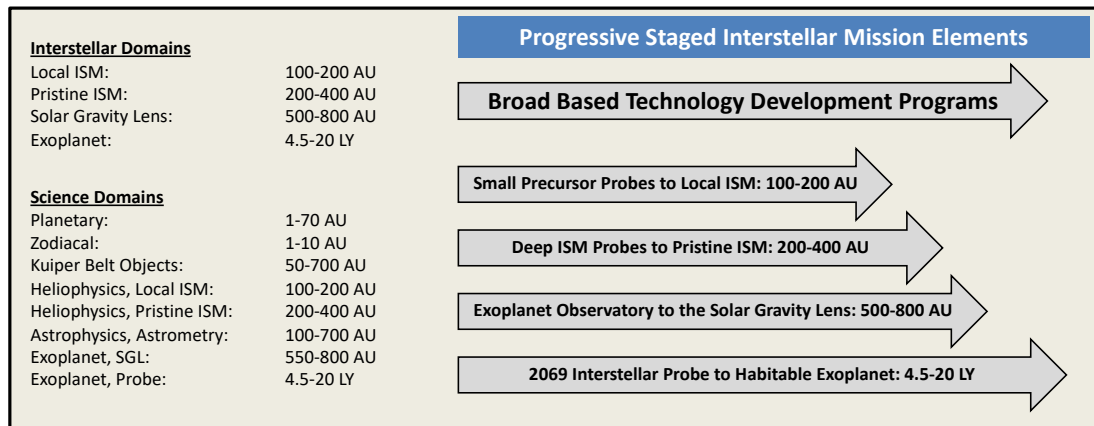 Interstellar Domains
Local ISM: 100-200 AU
Pristine ISM: 200-400 AU
Solar Gravity Lens: 500-800 AU
Exoplanet: 4.5-20 LY
Science Domains
Planetary: 1-70 AU
Zodiacal: 1-10 AU
Kuiper Belt Objects: 50-700 AU
Heliophysics, Local ISM: 100-200 AU
Heliophysics, Pristine ISM: 200-400 AU
Astrophysics, Astrometry: 100-700 AU
Exoplanet, SGL: 550-800 AU
Exoplanet, Probe: 4.5-20 LY
Progressive Staged Interstellar Mission Elements
Broad Based Technology Development Programs
Small Precursor Probes to Local ISM: 100-200 AU
Deep ISM Probes to Pristine ISM: 200-400 AU
Exoplanet Observatory to the Solar Gravity Lens: 500-800 AU
2069 Interstellar Probe to Habitable Exoplanet: 4.5-20 LY